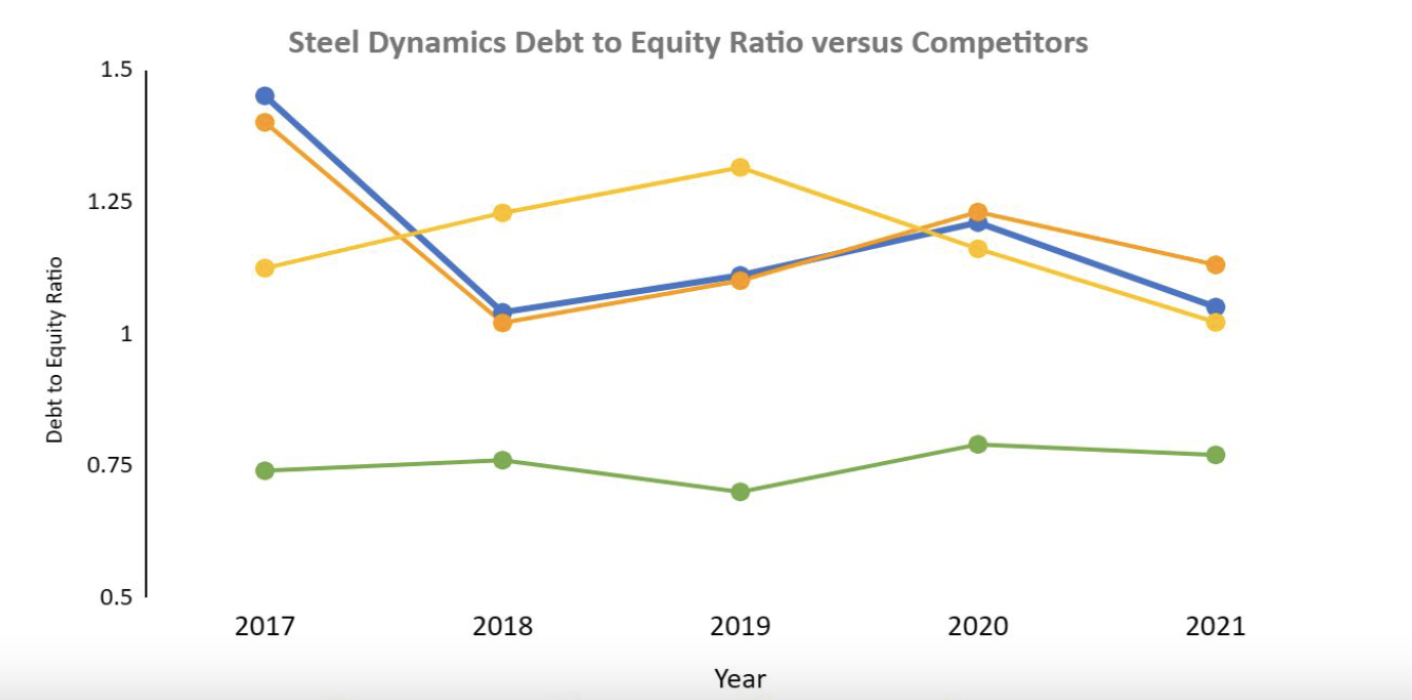 Steel Dynamics Debt to Equity Ratio versus Competitors
1.5
1.25
1
0.75
0.5
Debt to Equity Ratio
2017 2018 2019 2020 2021
Year